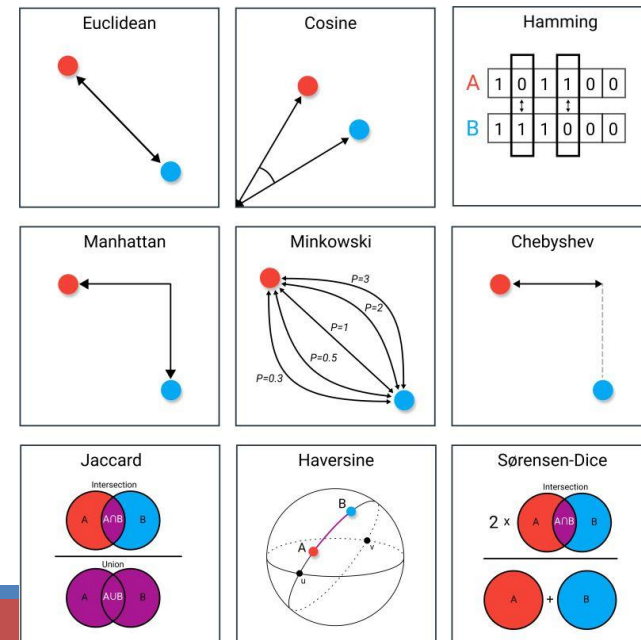 Euclidean
Cosine
Hamming
A 1 0 1 1 0 0
B 1 1 1 0 0 0
Manhattan
Minkowski
P=3
P=2
P=1
P=0.5
P=0.3
Chebyshev
Jaccard
Intersection
A A∩B B
Union
A A∪B B
Haversine
B
A
v
u
Sørensen-Dice
Intersection
2 x A A∩B B
A + B